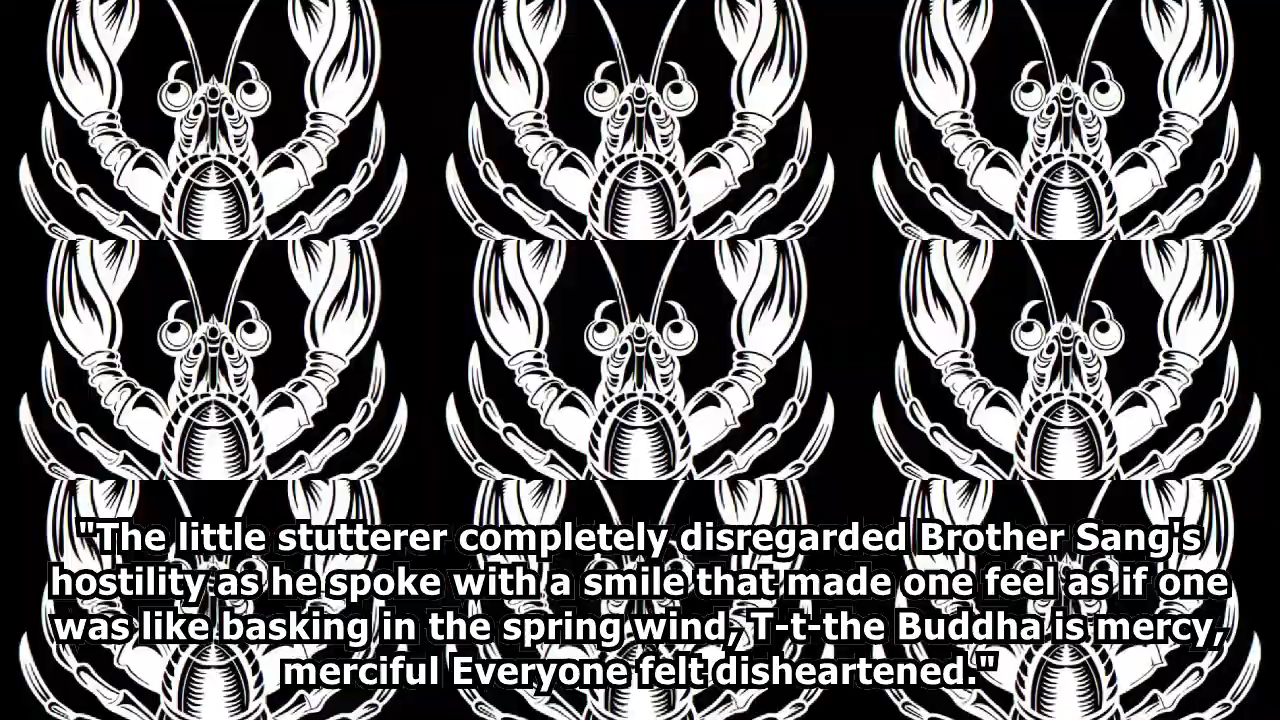 "The little stutterer completely disregarded Brother Sang's
hostility as he spoke with a smile that made one feel as if one
was like basking in the spring wind, T-t-the Buddha is mercy,
merciful Everyone felt disheartened."